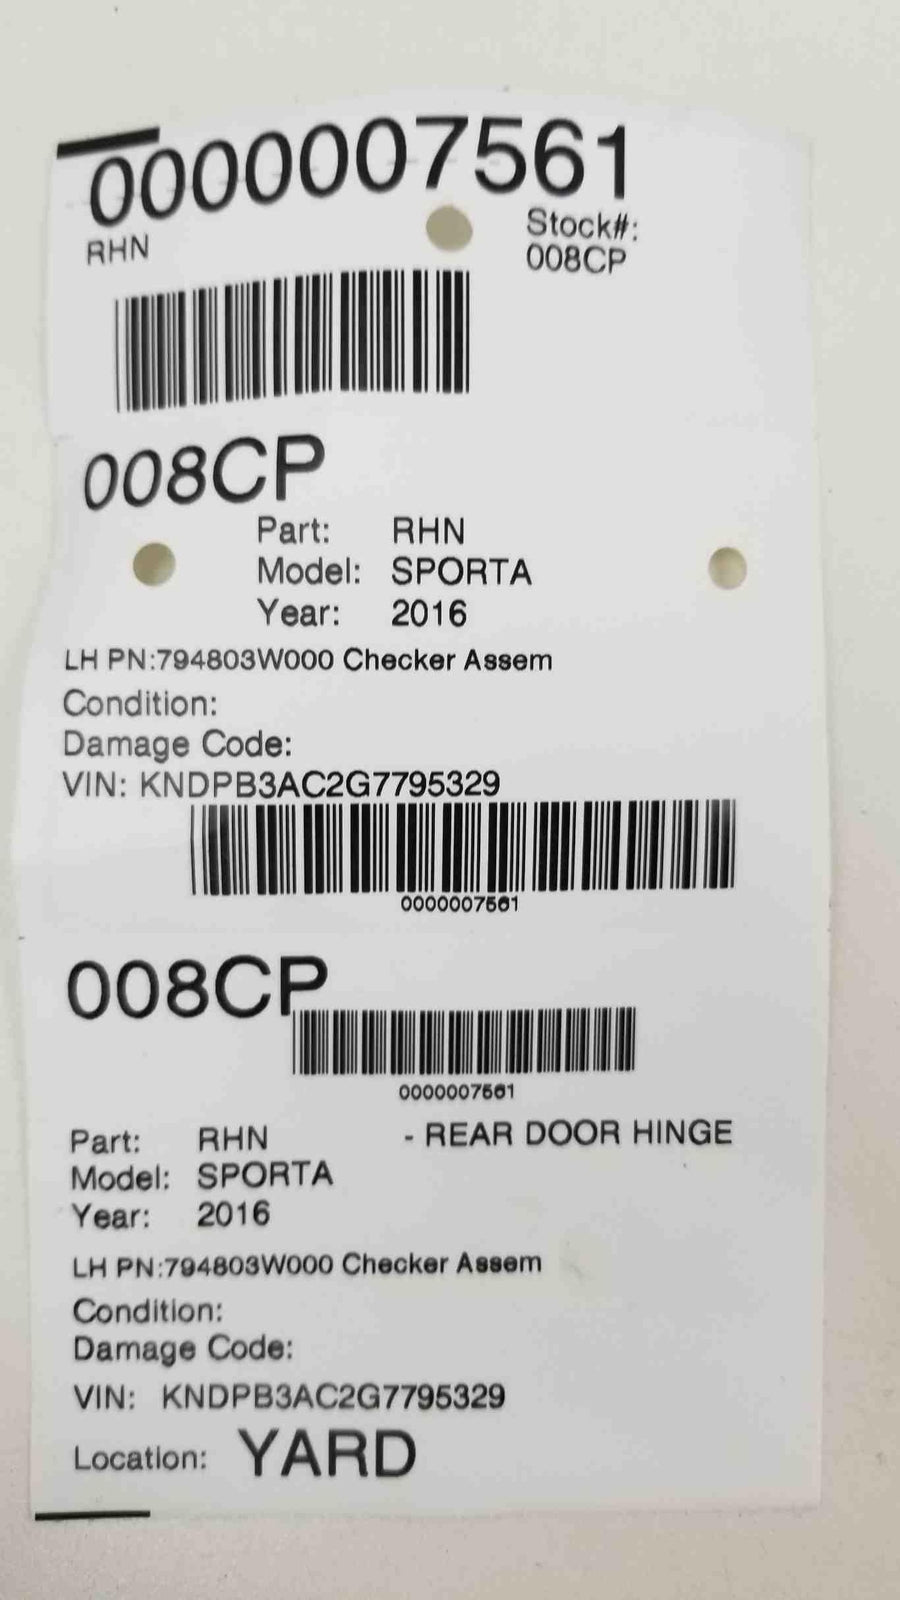 0000007561
RHN
Stock#:
008CP
008CP
Part: RHN
Model: SPORTA
Year: 2016
LH PN:794803W000 Checker Assem
Condition:
Damage Code:
VIN: KNDPB3AC2G7795329
0000007561
008CP
0000007561
Part: RHN - REAR DOOR HINGE
Model: SPORTA
Year: 2016
LH PN:794803W000 Checker Assem
Condition:
Damage Code:
VIN: KNDPB3AC2G7795329
Location: YARD